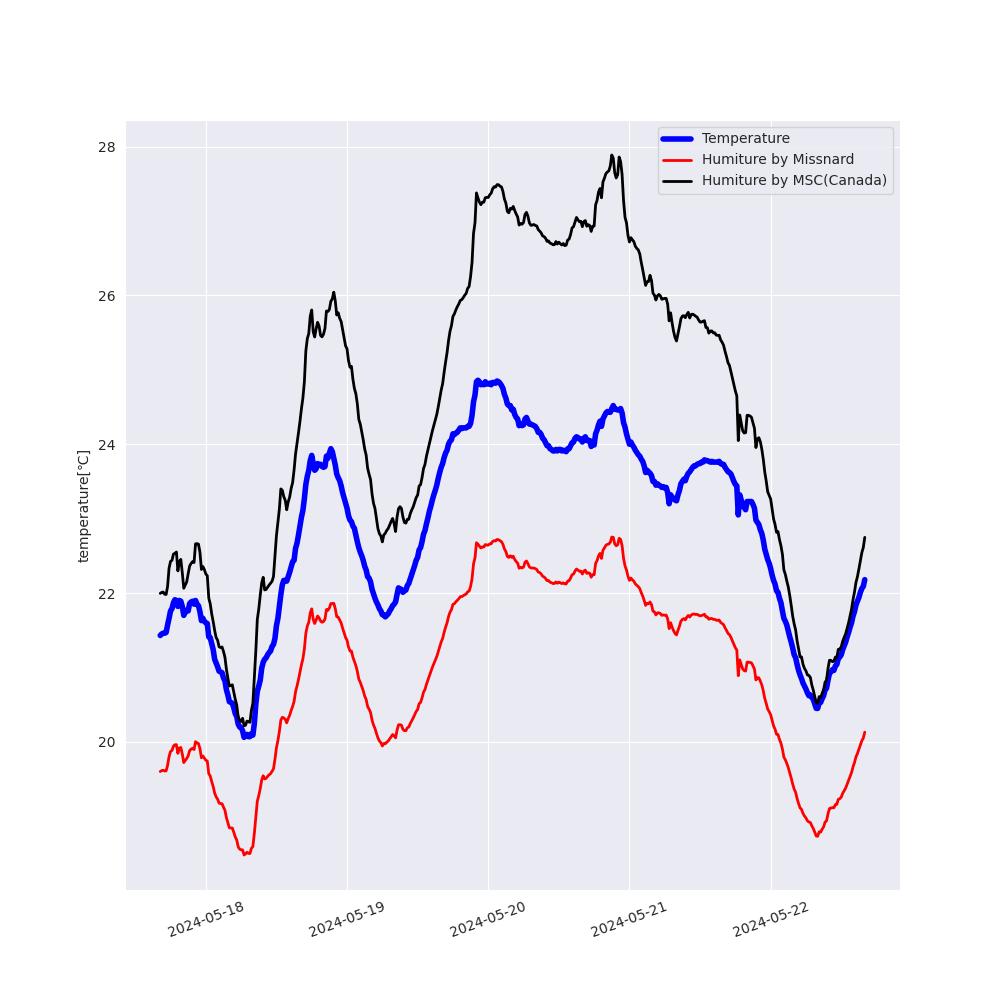 28
26
24
22
20
temperature[℃]
Temperature
Humiture by Missnard
Humiture by MSC(Canada)
2024-05-18
2024-05-19
2024-05-20
2024-05-21
2024-05-22